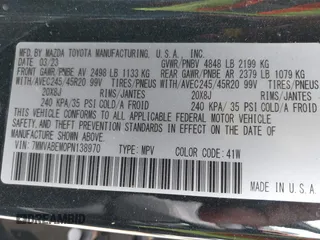 MFD. BY MAZDA TOYOTA MANUFACTURING, U.S.A., INC.
DATE 03/23 GVWR/PNBV 4848 LB 2199 KG
FRONT GAWR/PNBE AV 2498 LB 1133 KG REAR GAWR/PNBE AR 2379 LB 1079 KG
WITH/AVEC245/45R20 TIRES/PNEUS WITH/AVEC245/45R20 TIRES/PNEUS
20X8J RIMS/JANTES 20X8J RIMS/JANTES
240 KPA/35 PSI COLD/A FROID 240 KPA/35 PSI COLD/A FROID
THIS VEHICLE CONFORMS TO ALL APPLICABLE FEDERAL MOTOR
VEHICLE SAFETY, BUMPER, AND THEFT PREVENTION
STANDARDS IN EFFECT ON THE DATE OF
MANUFACTURE SHOWN ABOVE.
VIN: 7MMVABEW0PN138970 TYPE: MPV COLOR CODE: 41W
MADE IN U.S.A.
DREAMBID